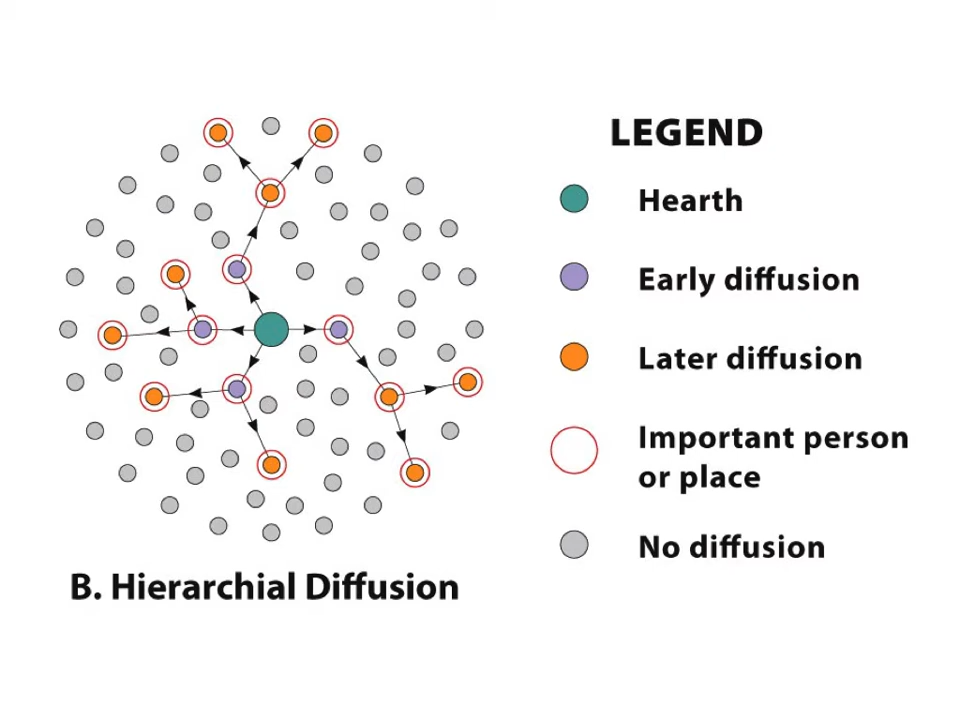 LEGEND
Hearth
Early diffusion
Later diffusion
Important person
or place
No diffusion
B. Hierarchial Diffusion